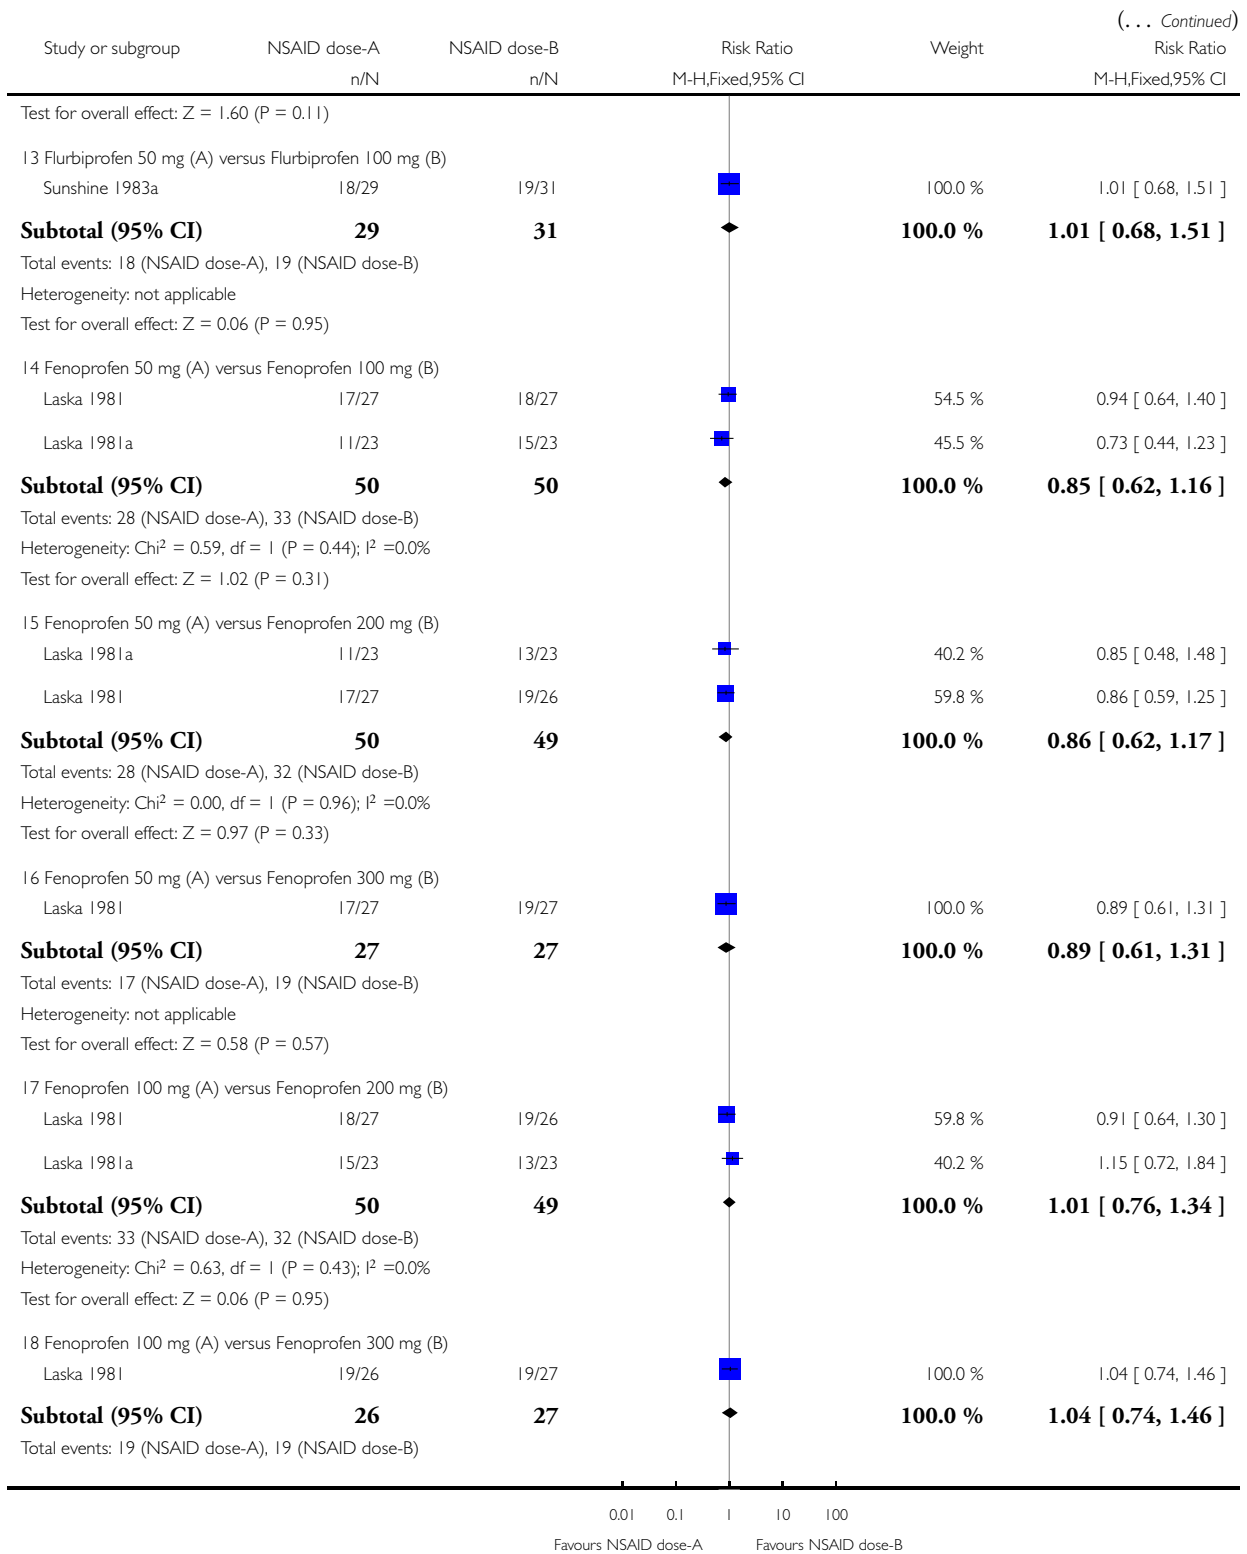 (... Continued)
Study or subgroup NSAID dose-A NSAID dose-B Risk Ratio Weight Risk Ratio
n/N n/N M-H,Fixed,95% CI M-H,Fixed,95% CI
Test for overall effect: Z = 1.60 (P = 0.11)
13 Flurbiprofen 50 mg (A) versus Flurbiprofen 100 mg (B)
Sunshine 1983a 18/29 19/31 100.0 % 1.01 [ 0.68, 1.51 ]
Subtotal (95% CI) 29 31 100.0 % 1.01 [ 0.68, 1.51 ]
Total events: 18 (NSAID dose-A), 19 (NSAID dose-B)
Heterogeneity: not applicable
Test for overall effect: Z = 0.06 (P = 0.95)
14 Fenoprofen 50 mg (A) versus Fenoprofen 100 mg (B)
Laska 1981 17/27 18/27 54.5 % 0.94 [ 0.64, 1.40 ]
Laska 1981a 11/23 15/23 45.5 % 0.73 [ 0.44, 1.23 ]
Subtotal (95% CI) 50 50 100.0 % 0.85 [ 0.62, 1.16 ]
Total events: 28 (NSAID dose-A), 33 (NSAID dose-B)
Heterogeneity: Chi² = 0.59, df = 1 (P = 0.44); I² =0.0%
Test for overall effect: Z = 1.02 (P = 0.31)
15 Fenoprofen 50 mg (A) versus Fenoprofen 200 mg (B)
Laska 1981a 11/23 13/23 40.2 % 0.85 [ 0.48, 1.48 ]
Laska 1981 17/27 19/26 59.8 % 0.86 [ 0.59, 1.25 ]
Subtotal (95% CI) 50 49 100.0 % 0.86 [ 0.62, 1.17 ]
Total events: 28 (NSAID dose-A), 32 (NSAID dose-B)
Heterogeneity: Chi² = 0.00, df = 1 (P = 0.96); I² =0.0%
Test for overall effect: Z = 0.97 (P = 0.33)
16 Fenoprofen 50 mg (A) versus Fenoprofen 300 mg (B)
Laska 1981 17/27 19/27 100.0 % 0.89 [ 0.61, 1.31 ]
Subtotal (95% CI) 27 27 100.0 % 0.89 [ 0.61, 1.31 ]
Total events: 17 (NSAID dose-A), 19 (NSAID dose-B)
Heterogeneity: not applicable
Test for overall effect: Z = 0.58 (P = 0.57)
17 Fenoprofen 100 mg (A) versus Fenoprofen 200 mg (B)
Laska 1981 18/27 19/26 59.8 % 0.91 [ 0.64, 1.30 ]
Laska 1981a 15/23 13/23 40.2 % 1.15 [ 0.72, 1.84 ]
Subtotal (95% CI) 50 49 100.0 % 1.01 [ 0.76, 1.34 ]
Total events: 33 (NSAID dose-A), 32 (NSAID dose-B)
Heterogeneity: Chi² = 0.63, df = 1 (P = 0.43); I² =0.0%
Test for overall effect: Z = 0.06 (P = 0.95)
18 Fenoprofen 100 mg (A) versus Fenoprofen 300 mg (B)
Laska 1981 19/26 19/27 100.0 % 1.04 [ 0.74, 1.46 ]
Subtotal (95% CI) 26 27 100.0 % 1.04 [ 0.74, 1.46 ]
Total events: 19 (NSAID dose-A), 19 (NSAID dose-B)
0.01 0.1 1 10 100
Favours NSAID dose-A Favours NSAID dose-B